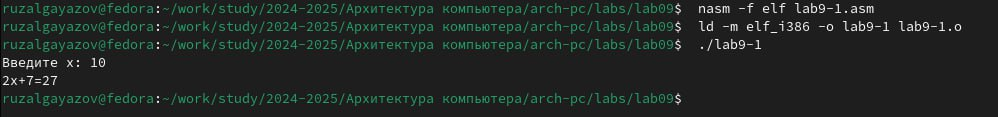 ruzalgayazov@fedora:~/work/study/2024-2025/Архитектура компьютера/arch-pc/labs/lab09$ nasm -f elf lab9-1.asm
ruzalgayazov@fedora:~/work/study/2024-2025/Архитектура компьютера/arch-pc/labs/lab09$ ld -m elf_i386 -o lab9-1 lab9-1.o
ruzalgayazov@fedora:~/work/study/2024-2025/Архитектура компьютера/arch-pc/labs/lab09$ ./lab9-1
Введите x: 10
2x+7=27
ruzalgayazov@fedora:~/work/study/2024-2025/Архитектура компьютера/arch-pc/labs/lab09$